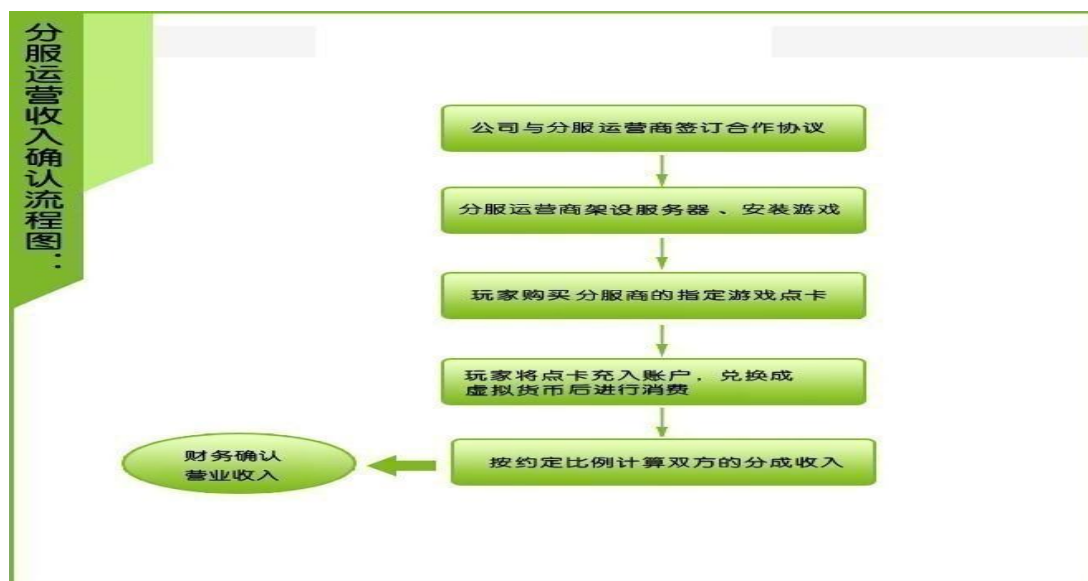 分服运营收入确认流程图：
公司与分服运营商签订合作协议
分服运营商架设服务器、安装游戏
玩家购买分服商的指定游戏点卡
玩家将点卡充入账户，兑换成
虚拟货币后进行消费
按约定比例计算双方的分成收入
财务确认
营业收入